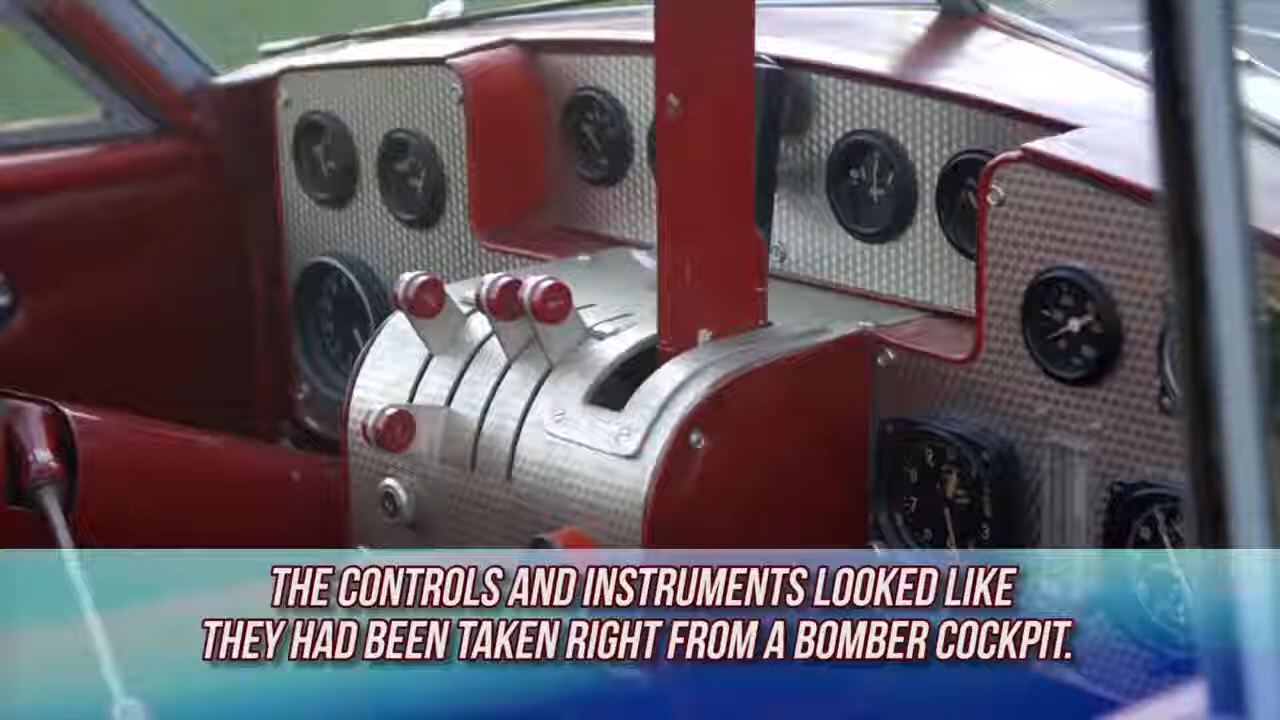 THE CONTROLS AND INSTRUMENTS LOOKED LIKE
THEY HAD BEEN TAKEN RIGHT FROM A BOMBER COCKPIT.